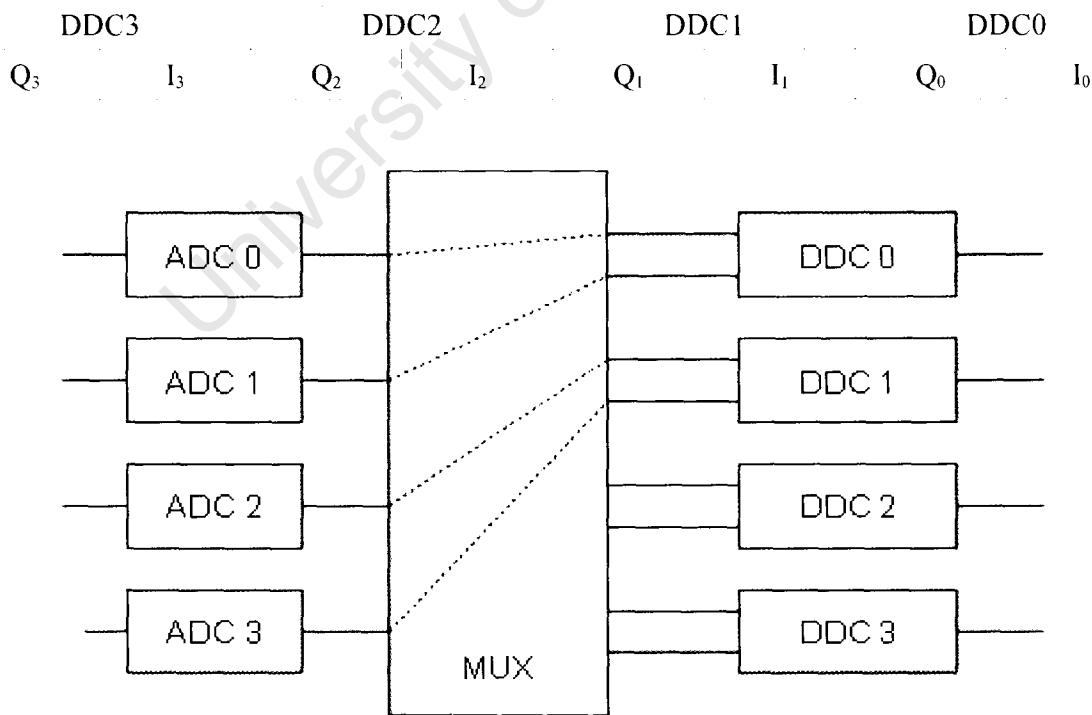 DDC3 DDC2 DDC1 DDC0
Q₃ I₃ Q₂ I₂ Q₁ I₁ Q₀ I₀
University o
ADC 0 DDC 0
ADC 1 DDC 1
ADC 2 DDC 2
ADC 3 DDC 3
MUX